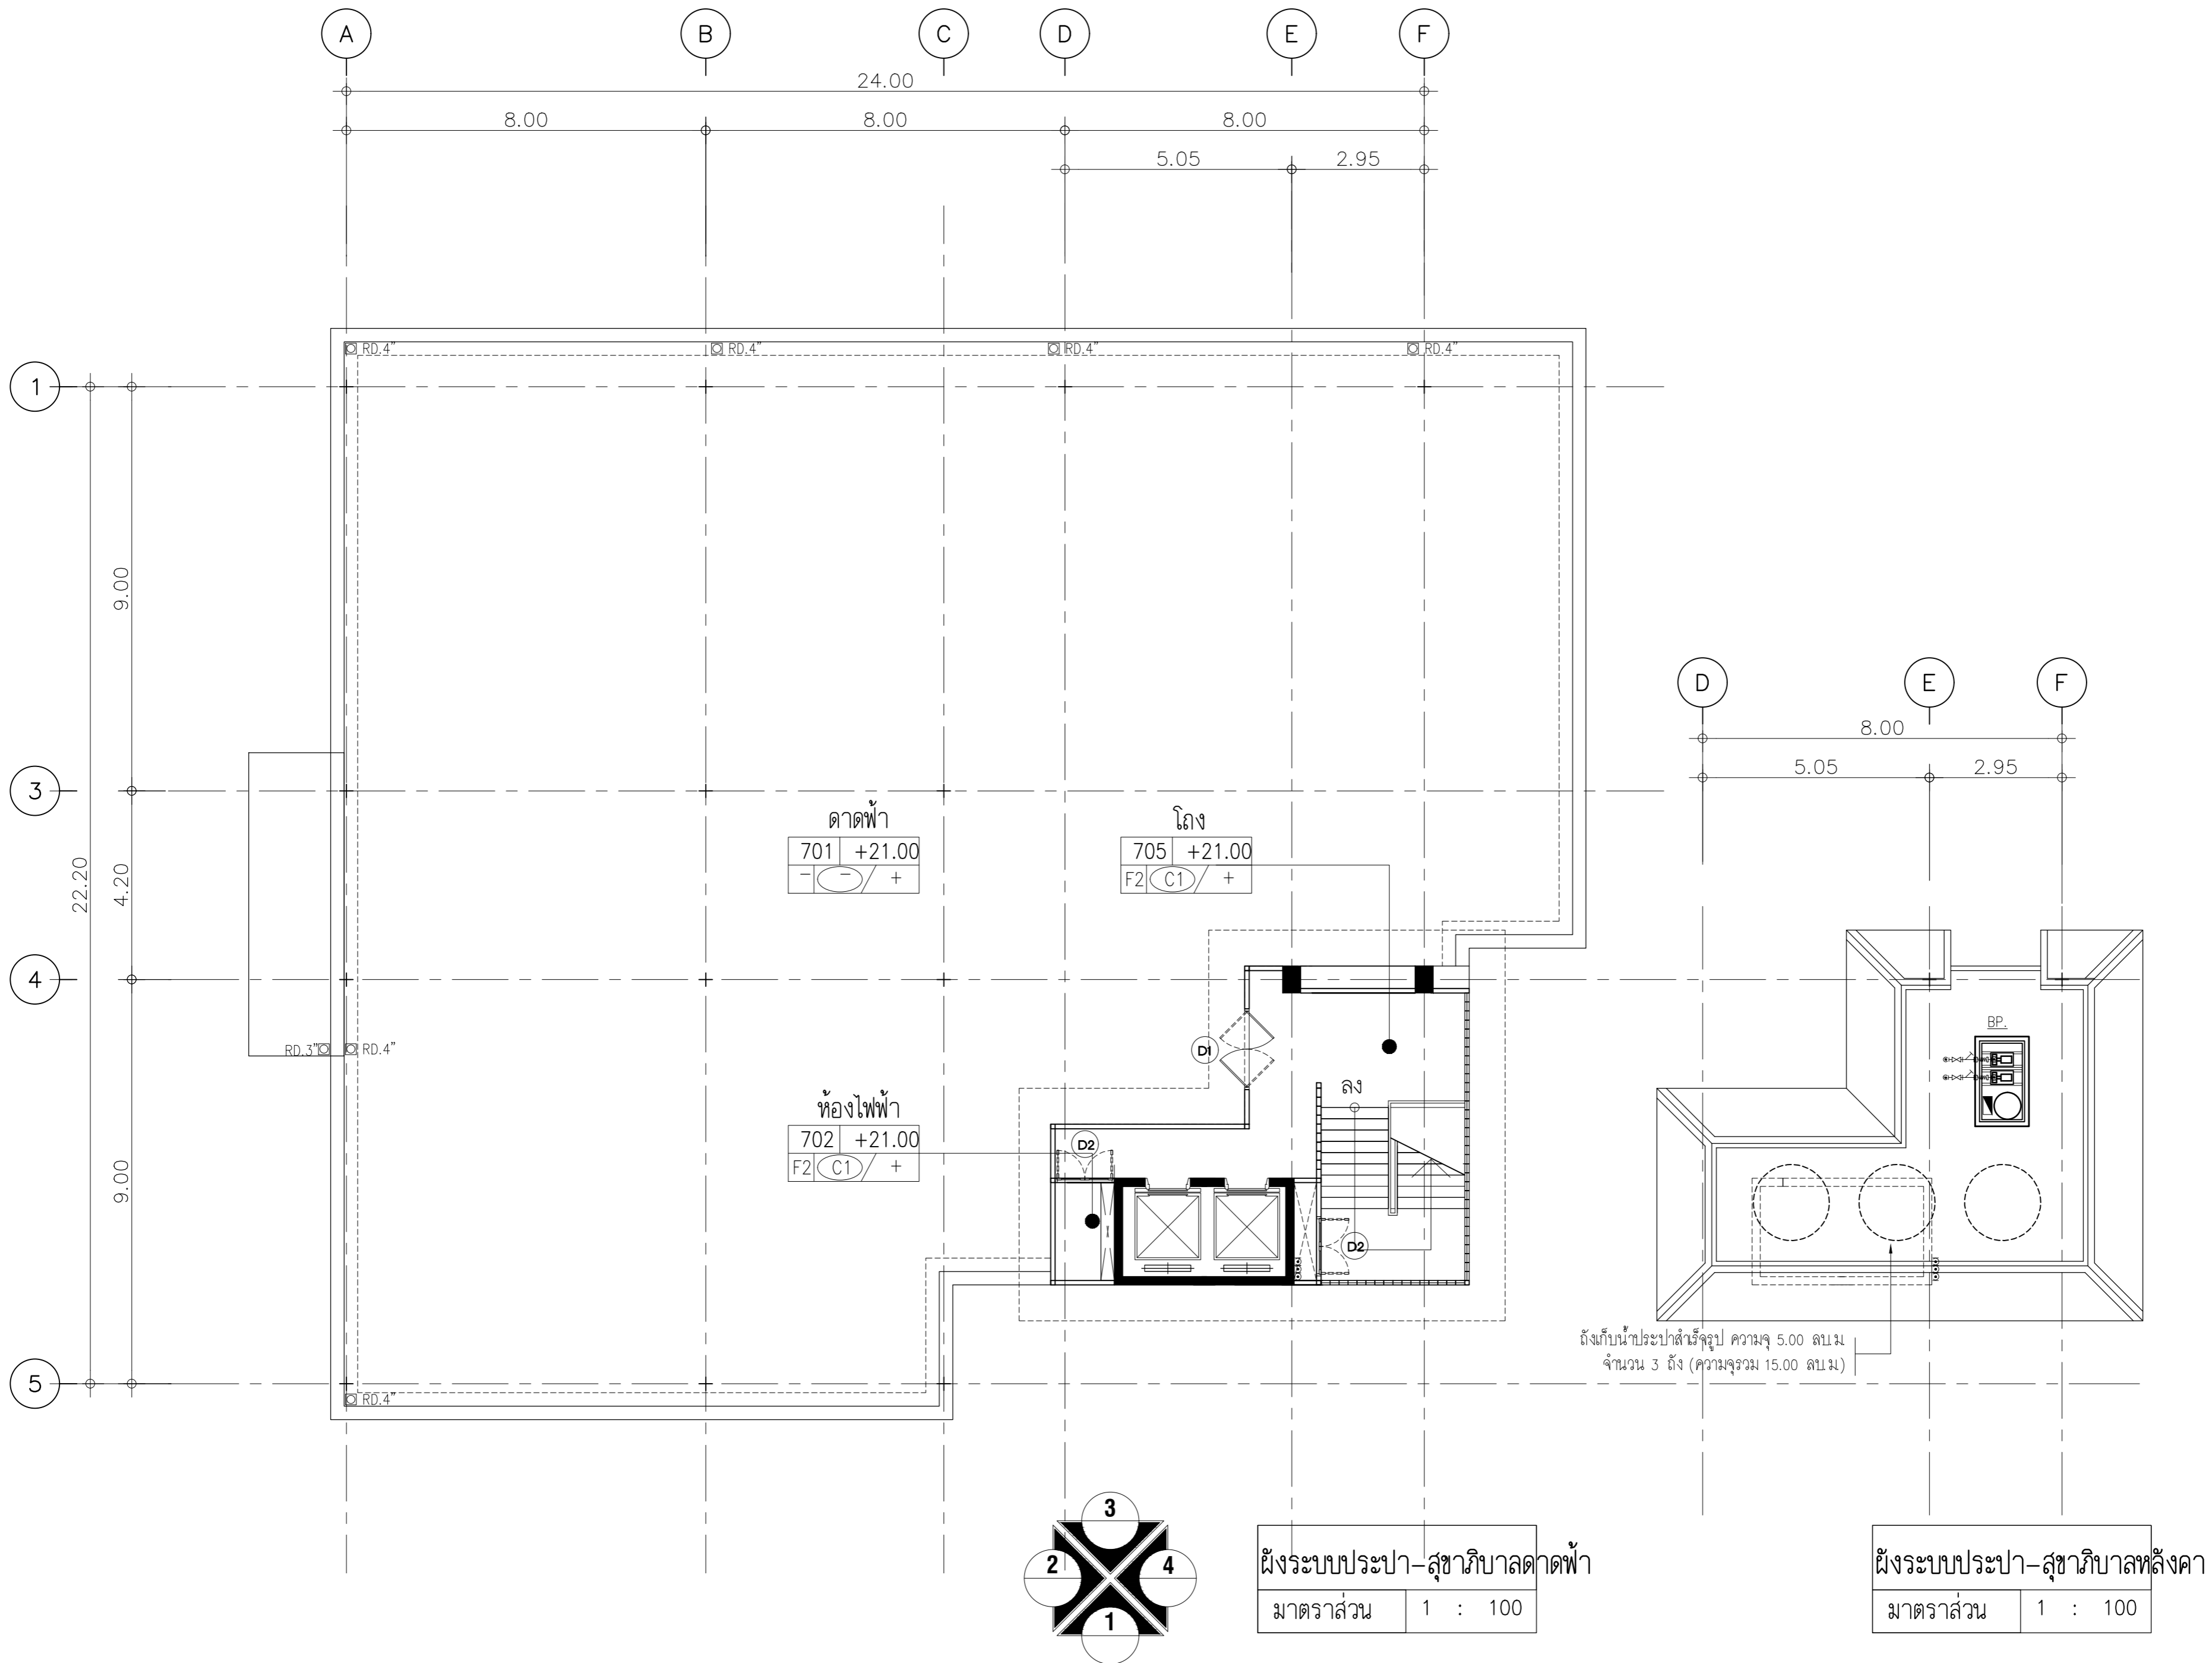 A B C D E F
24.00
8.00 8.00 8.00
5.05 2.95
RD.4" RD.4" RD.4" RD.4"
1
9.00
3
22.20
4.20
4
9.00
5
ดาดฟ้า
701 +21.00
- - / +
โถง
705 +21.00
F2 C1 / +
RD.3" RD.4"
D1
ลง
ห้องไฟฟ้า
702 +21.00
F2 C1 / +
D2
D2
RD.4"
D E F
8.00
5.05 2.95
BP.
ถังเก็บน้ำประปาสำเร็จรูป ความจุ 5.00 ลบ.ม.
จำนวน 3 ถัง (ความจุรวม 15.00 ลบ.ม.)
3
2 4
1
ผังระบบประปา-สุขาภิบาลดาดฟ้า
มาตราส่วน 1 : 100
ผังระบบประปา-สุขาภิบาลหลังคา
มาตราส่วน 1 : 100